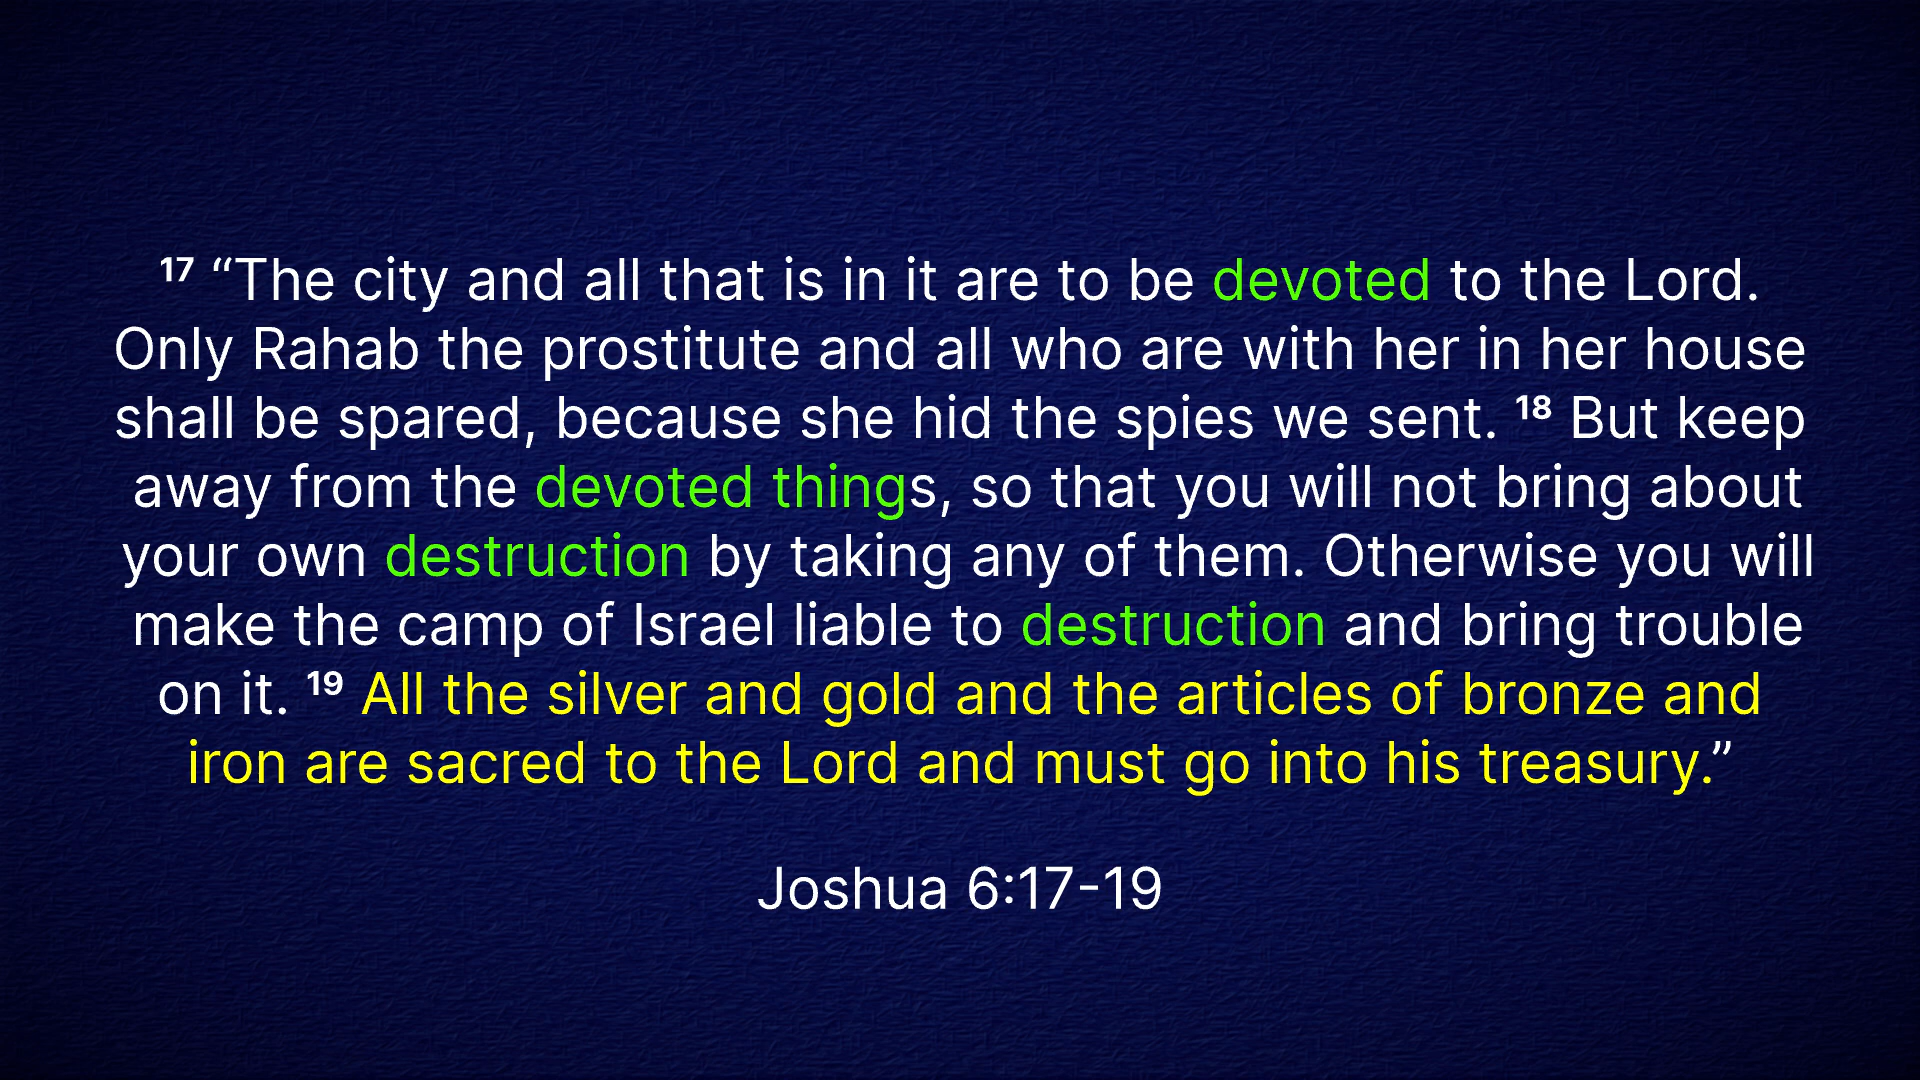 17 “The city and all that is in it are to be devoted to the Lord.
Only Rahab the prostitute and all who are with her in her house
shall be spared, because she hid the spies we sent. 18 But keep
away from the devoted things, so that you will not bring about
your own destruction by taking any of them. Otherwise you will
make the camp of Israel liable to destruction and bring trouble
on it. 19 All the silver and gold and the articles of bronze and
iron are sacred to the Lord and must go into his treasury.”
Joshua 6:17-19